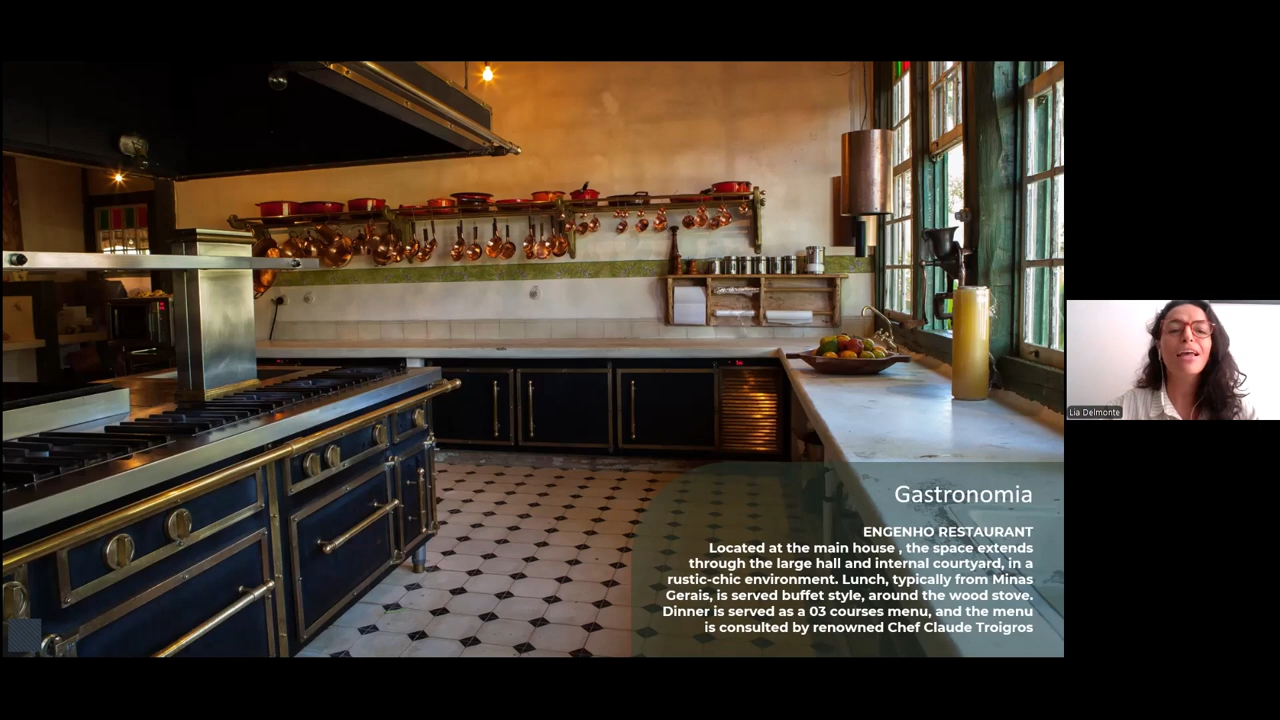 Gastronomia
ENGENHO RESTAURANT
Located at the main house , the space extends
through the large hall and internal courtyard, in a
rustic-chic environment. Lunch, typically from Minas
Gerais, is served buffet style, around the wood stove.
Dinner is served as a 03 courses menu, and the menu
is consulted by renowned Chef Claude Troigros
Lia Delmonte